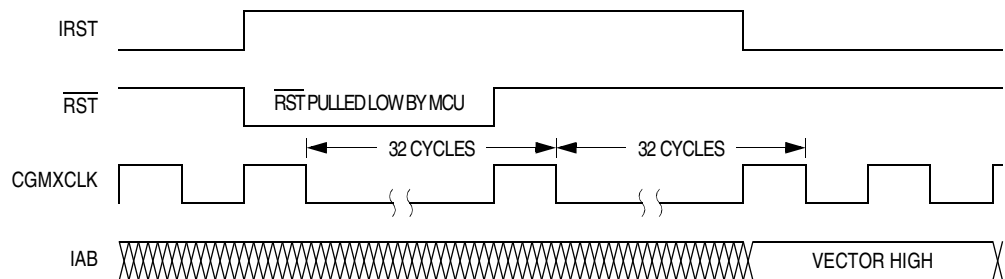 IRST
RST
RST PULLED LOW BY MCU
32 CYCLES 32 CYCLES
CGMXCLK
IAB
VECTOR HIGH